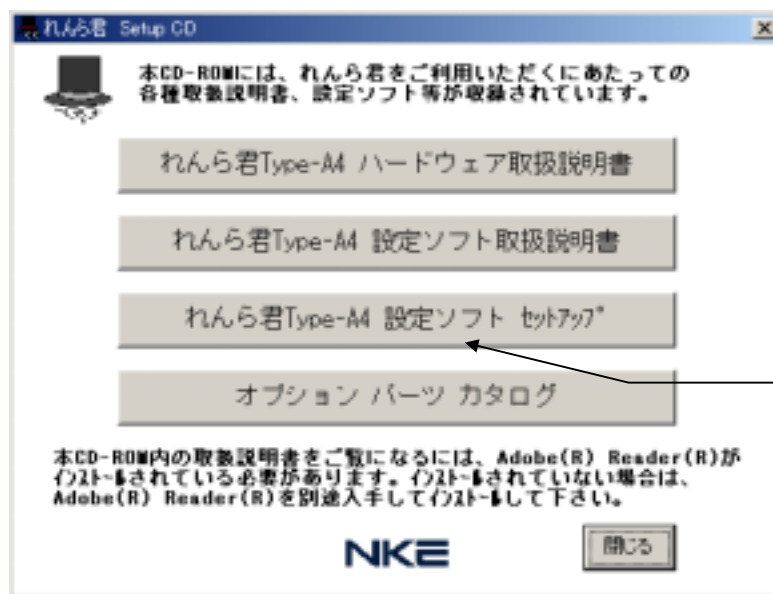 れんら君 Setup CD
本CD-ROMには、れんら君をご利用いただくにあたっての
各種取扱説明書、設定ソフト等が収録されています。
れんら君Type-A4 ハードウェア取扱説明書
れんら君Type-A4 設定ソフト取扱説明書
れんら君Type-A4 設定ソフト ｾｯﾄｱｯﾌﾟ
オプション パーツ カタログ
本CD-ROM内の取扱説明書をご覧になるには、Adobe(R) Reader(R)が
ｲﾝｽﾄｰﾙされている必要があります。ｲﾝｽﾄｰﾙされていない場合は、
Adobe(R) Reader(R)を別途入手してｲﾝｽﾄｰﾙして下さい。
NKE
閉じる